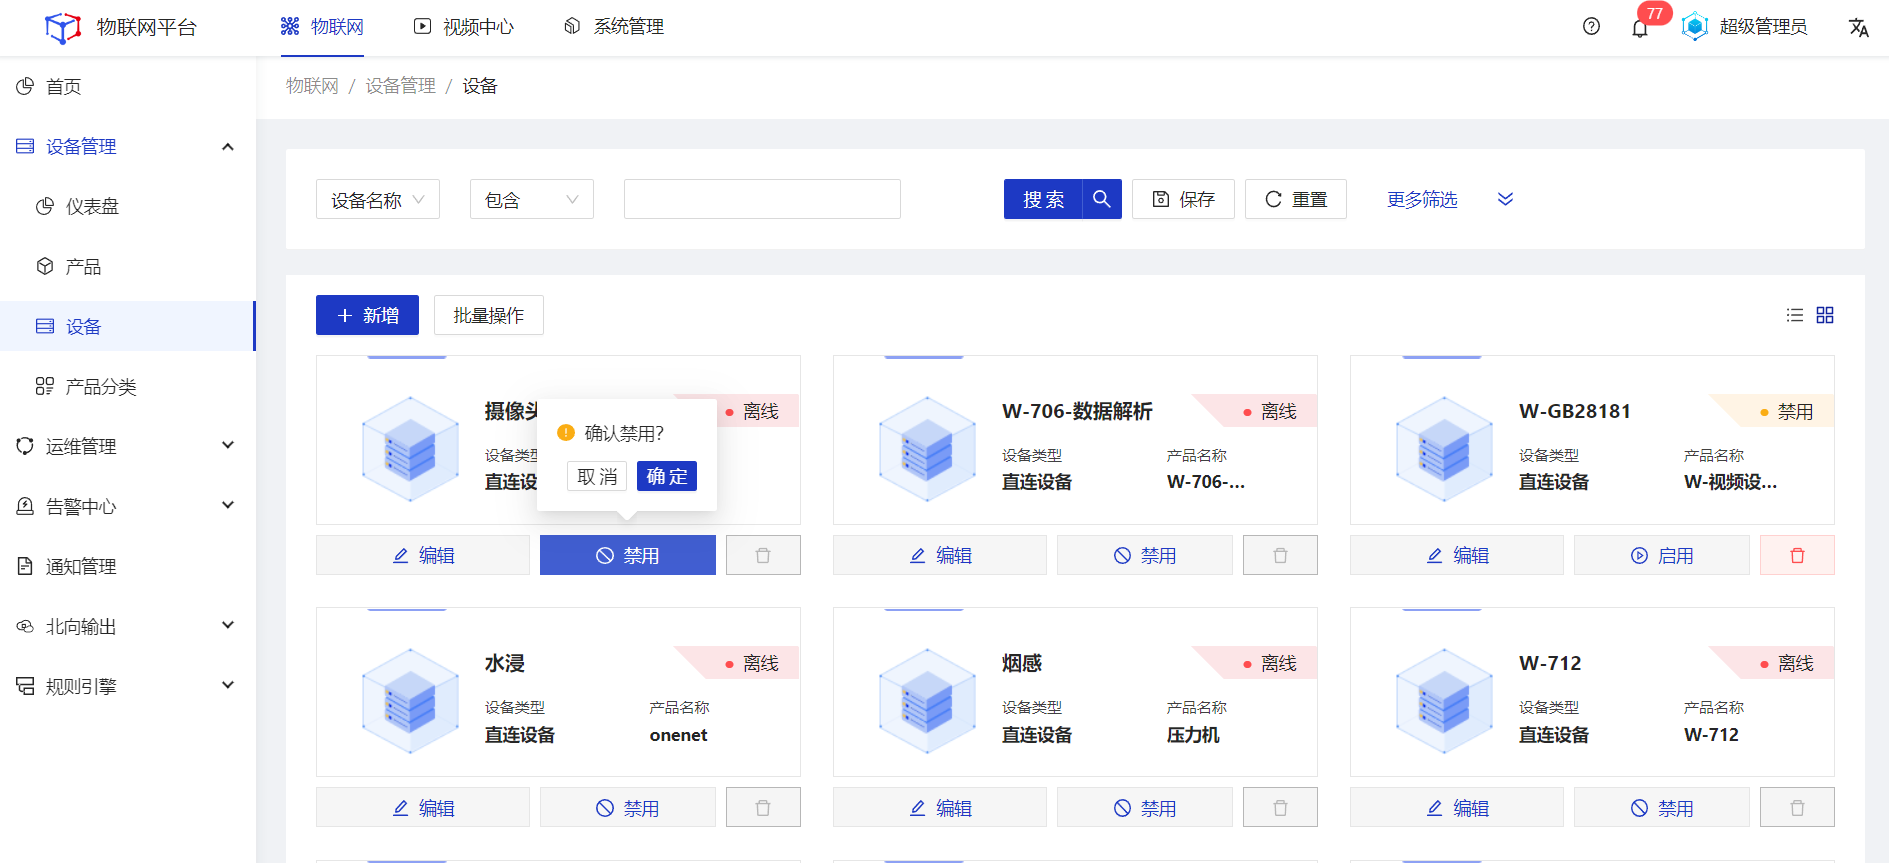 物联网平台
物联网
视频中心
系统管理
77
超级管理员
首页
设备管理
仪表盘
产品
设备
产品分类
运维管理
告警中心
通知管理
北向输出
规则引擎
物联网 / 设备管理 / 设备
设备名称
包含
搜索
保存
重置
更多筛选
新增
批量操作
摄像头
离线
设备类型
直连设
确认禁用?
取消
确定
编辑
禁用
W-706-数据解析
离线
设备类型
产品名称
直连设备
W-706-...
编辑
禁用
W-GB28181
禁用
设备类型
产品名称
直连设备
W-视频设...
编辑
启用
水浸
离线
设备类型
产品名称
直连设备
onenet
编辑
禁用
烟感
离线
设备类型
产品名称
直连设备
压力机
编辑
禁用
W-712
离线
设备类型
产品名称
直连设备
W-712
编辑
禁用